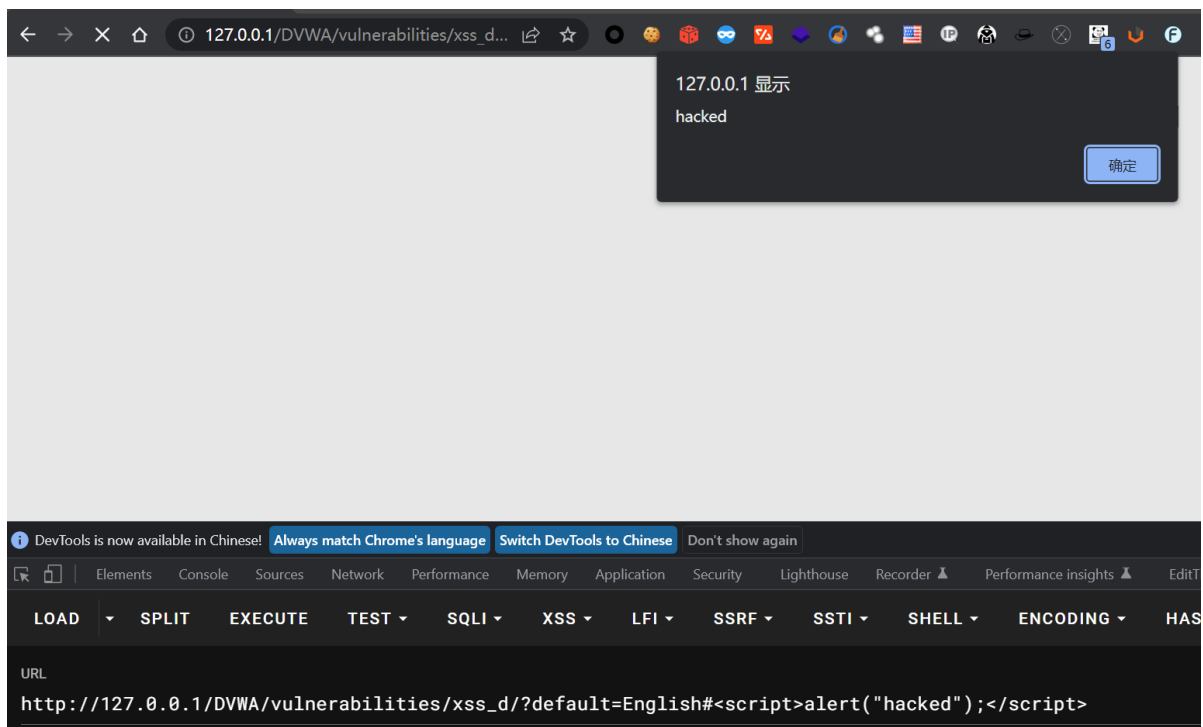 127.0.0.1/DVWA/vulnerabilities/xss_d...
6
127.0.0.1 显示
hacked
确定
DevTools is now available in Chinese! Always match Chrome's language Switch DevTools to Chinese Don't show again
Elements Console Sources Network Performance Memory Application Security Lighthouse Recorder Performance insights EditT
LOAD SPLIT EXECUTE TEST SQLI XSS LFI SSRF SSTI SHELL ENCODING HAS
URL
http://127.0.0.1/DVWA/vulnerabilities/xss_d/?default=English#<script>alert("hacked");</script>